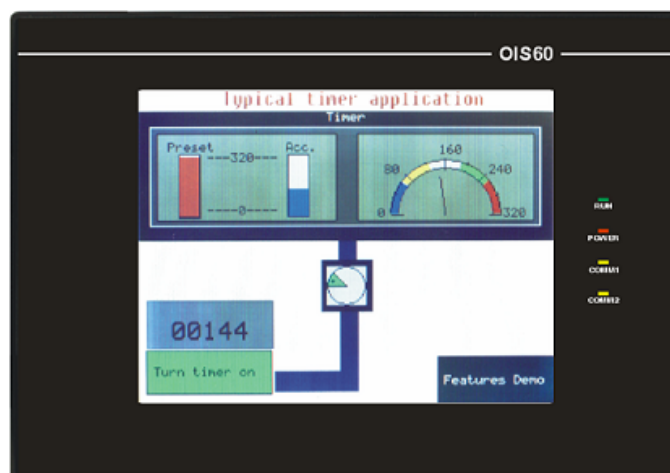 OIS60
Typical timer application
Timer
Preset
Acc.
---320---
---0---
160
80
240
0
320
RUN
POWER
COMM1
COMM2
00144
Turn timer on
Features Demo